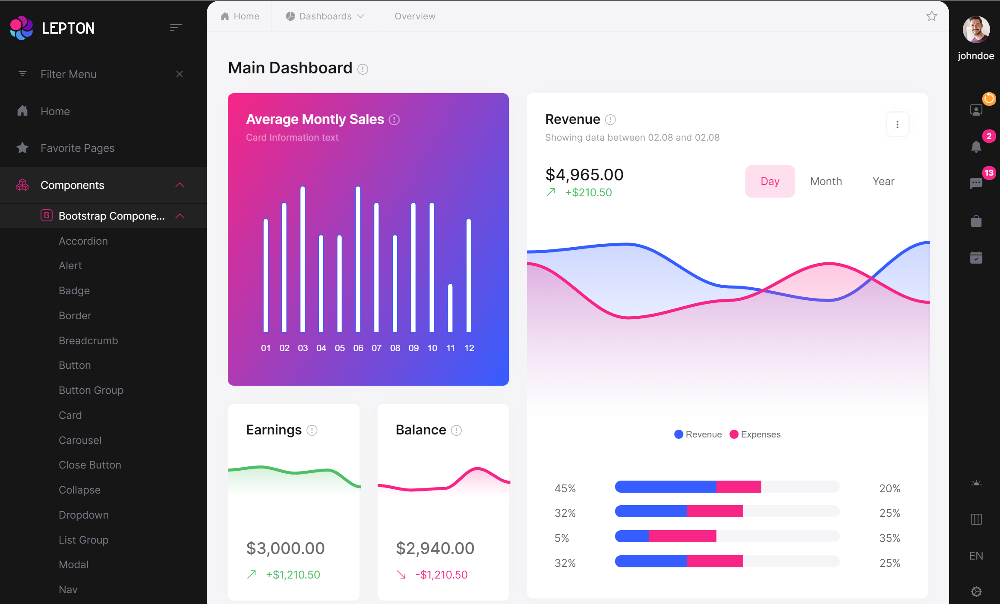 LEPTON
Filter Menu
Home
Favorite Pages
Components
B Bootstrap Compone...
Accordion
Alert
Badge
Border
Breadcrumb
Button
Button Group
Card
Carousel
Close Button
Collapse
Dropdown
List Group
Modal
Nav
Home Dashboards Overview
Main Dashboard
Average Montly Sales
Card Information text
01 02 03 04 05 06 07 08 09 10 11 12
Earnings
$3,000.00
+$1,210.50
Balance
$2,940.00
-$1,210.50
Revenue
Showing data between 02.08 and 02.08
$4,965.00
+$210.50
Day Month Year
Revenue Expenses
45% 20%
32% 25%
5% 35%
32% 25%
johndoe
2
13
EN